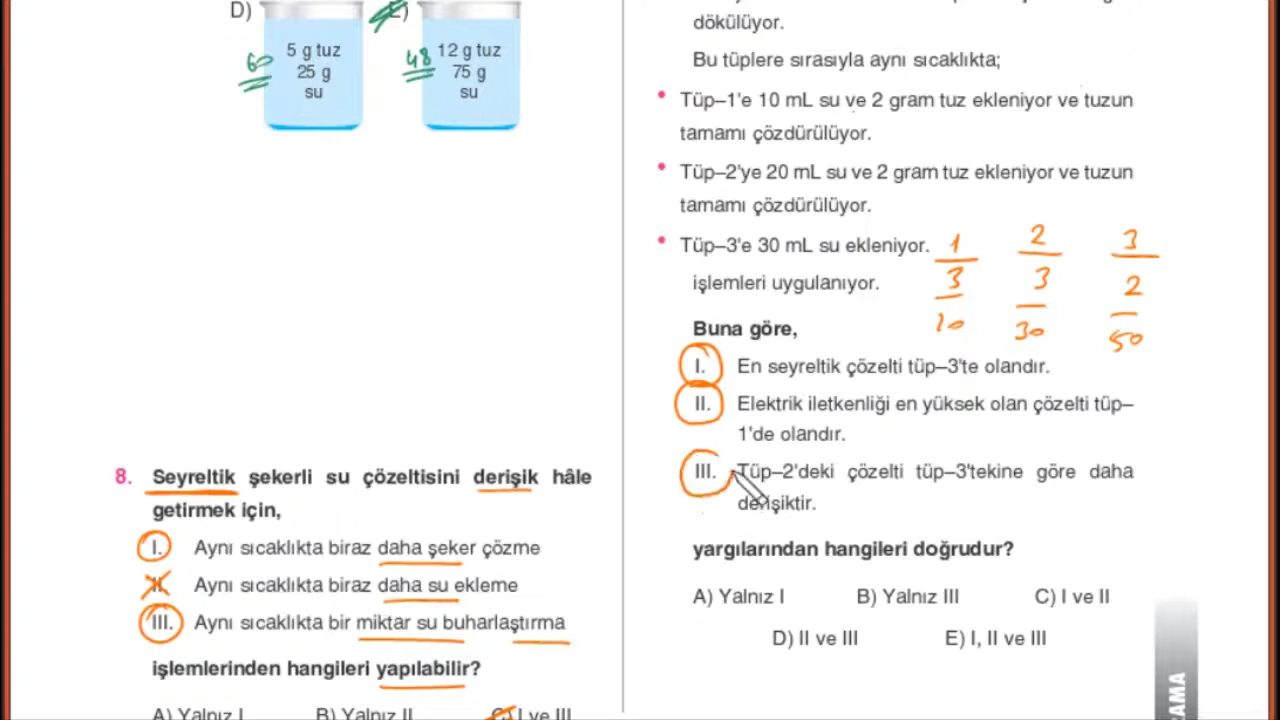 D)
E)
60
5 g tuz
25 g
su
48
12 g tuz
75 g
su
8. Seyreltik şekerli su çözeltisini derişik hâle
getirmek için,
I. Aynı sıcaklıkta biraz daha şeker çözme
II. Aynı sıcaklıkta biraz daha su ekleme
III. Aynı sıcaklıkta bir miktar su buharlaştırma
işlemlerinden hangileri yapılabilir?
A) Yalnız I B) Yalnız II C) I ve III
dökülüyor.
Bu tüplere sırasıyla aynı sıcaklıkta;
• Tüp–1'e 10 mL su ve 2 gram tuz ekleniyor ve tuzun
tamamı çözdürülüyor.
• Tüp–2'ye 20 mL su ve 2 gram tuz ekleniyor ve tuzun
tamamı çözdürülüyor.
• Tüp–3'e 30 mL su ekleniyor.
işlemleri uygulanıyor.
1 2 3
3 3 2
10 30 50
Buna göre,
I. En seyreltik çözelti tüp–3'te olandır.
II. Elektrik iletkenliği en yüksek olan çözelti tüp–
1'de olandır.
III. Tüp–2'deki çözelti tüp–3'tekine göre daha
derişiktir.
yargılarından hangileri doğrudur?
A) Yalnız I B) Yalnız III C) I ve II
D) II ve III E) I, II ve III
AMA